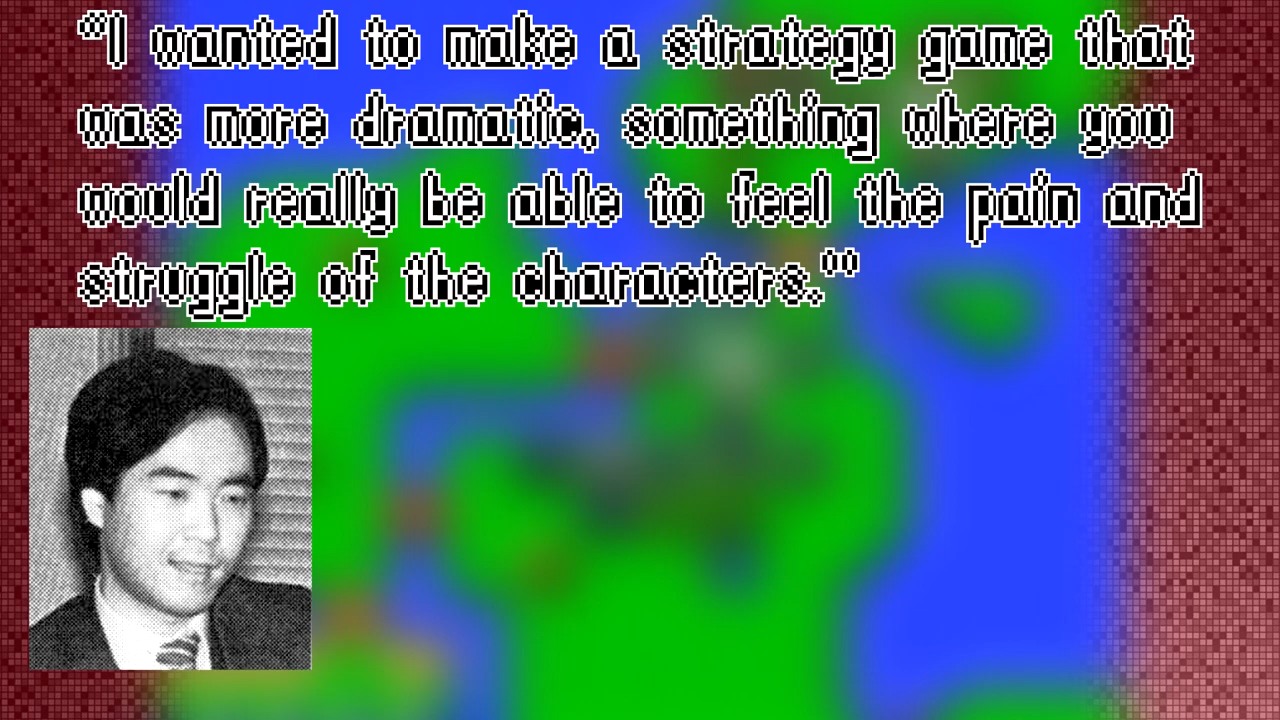 “I wanted to make a strategy game that
was more dramatic, something where you
would really be able to feel the pain and
struggle of the characters.”